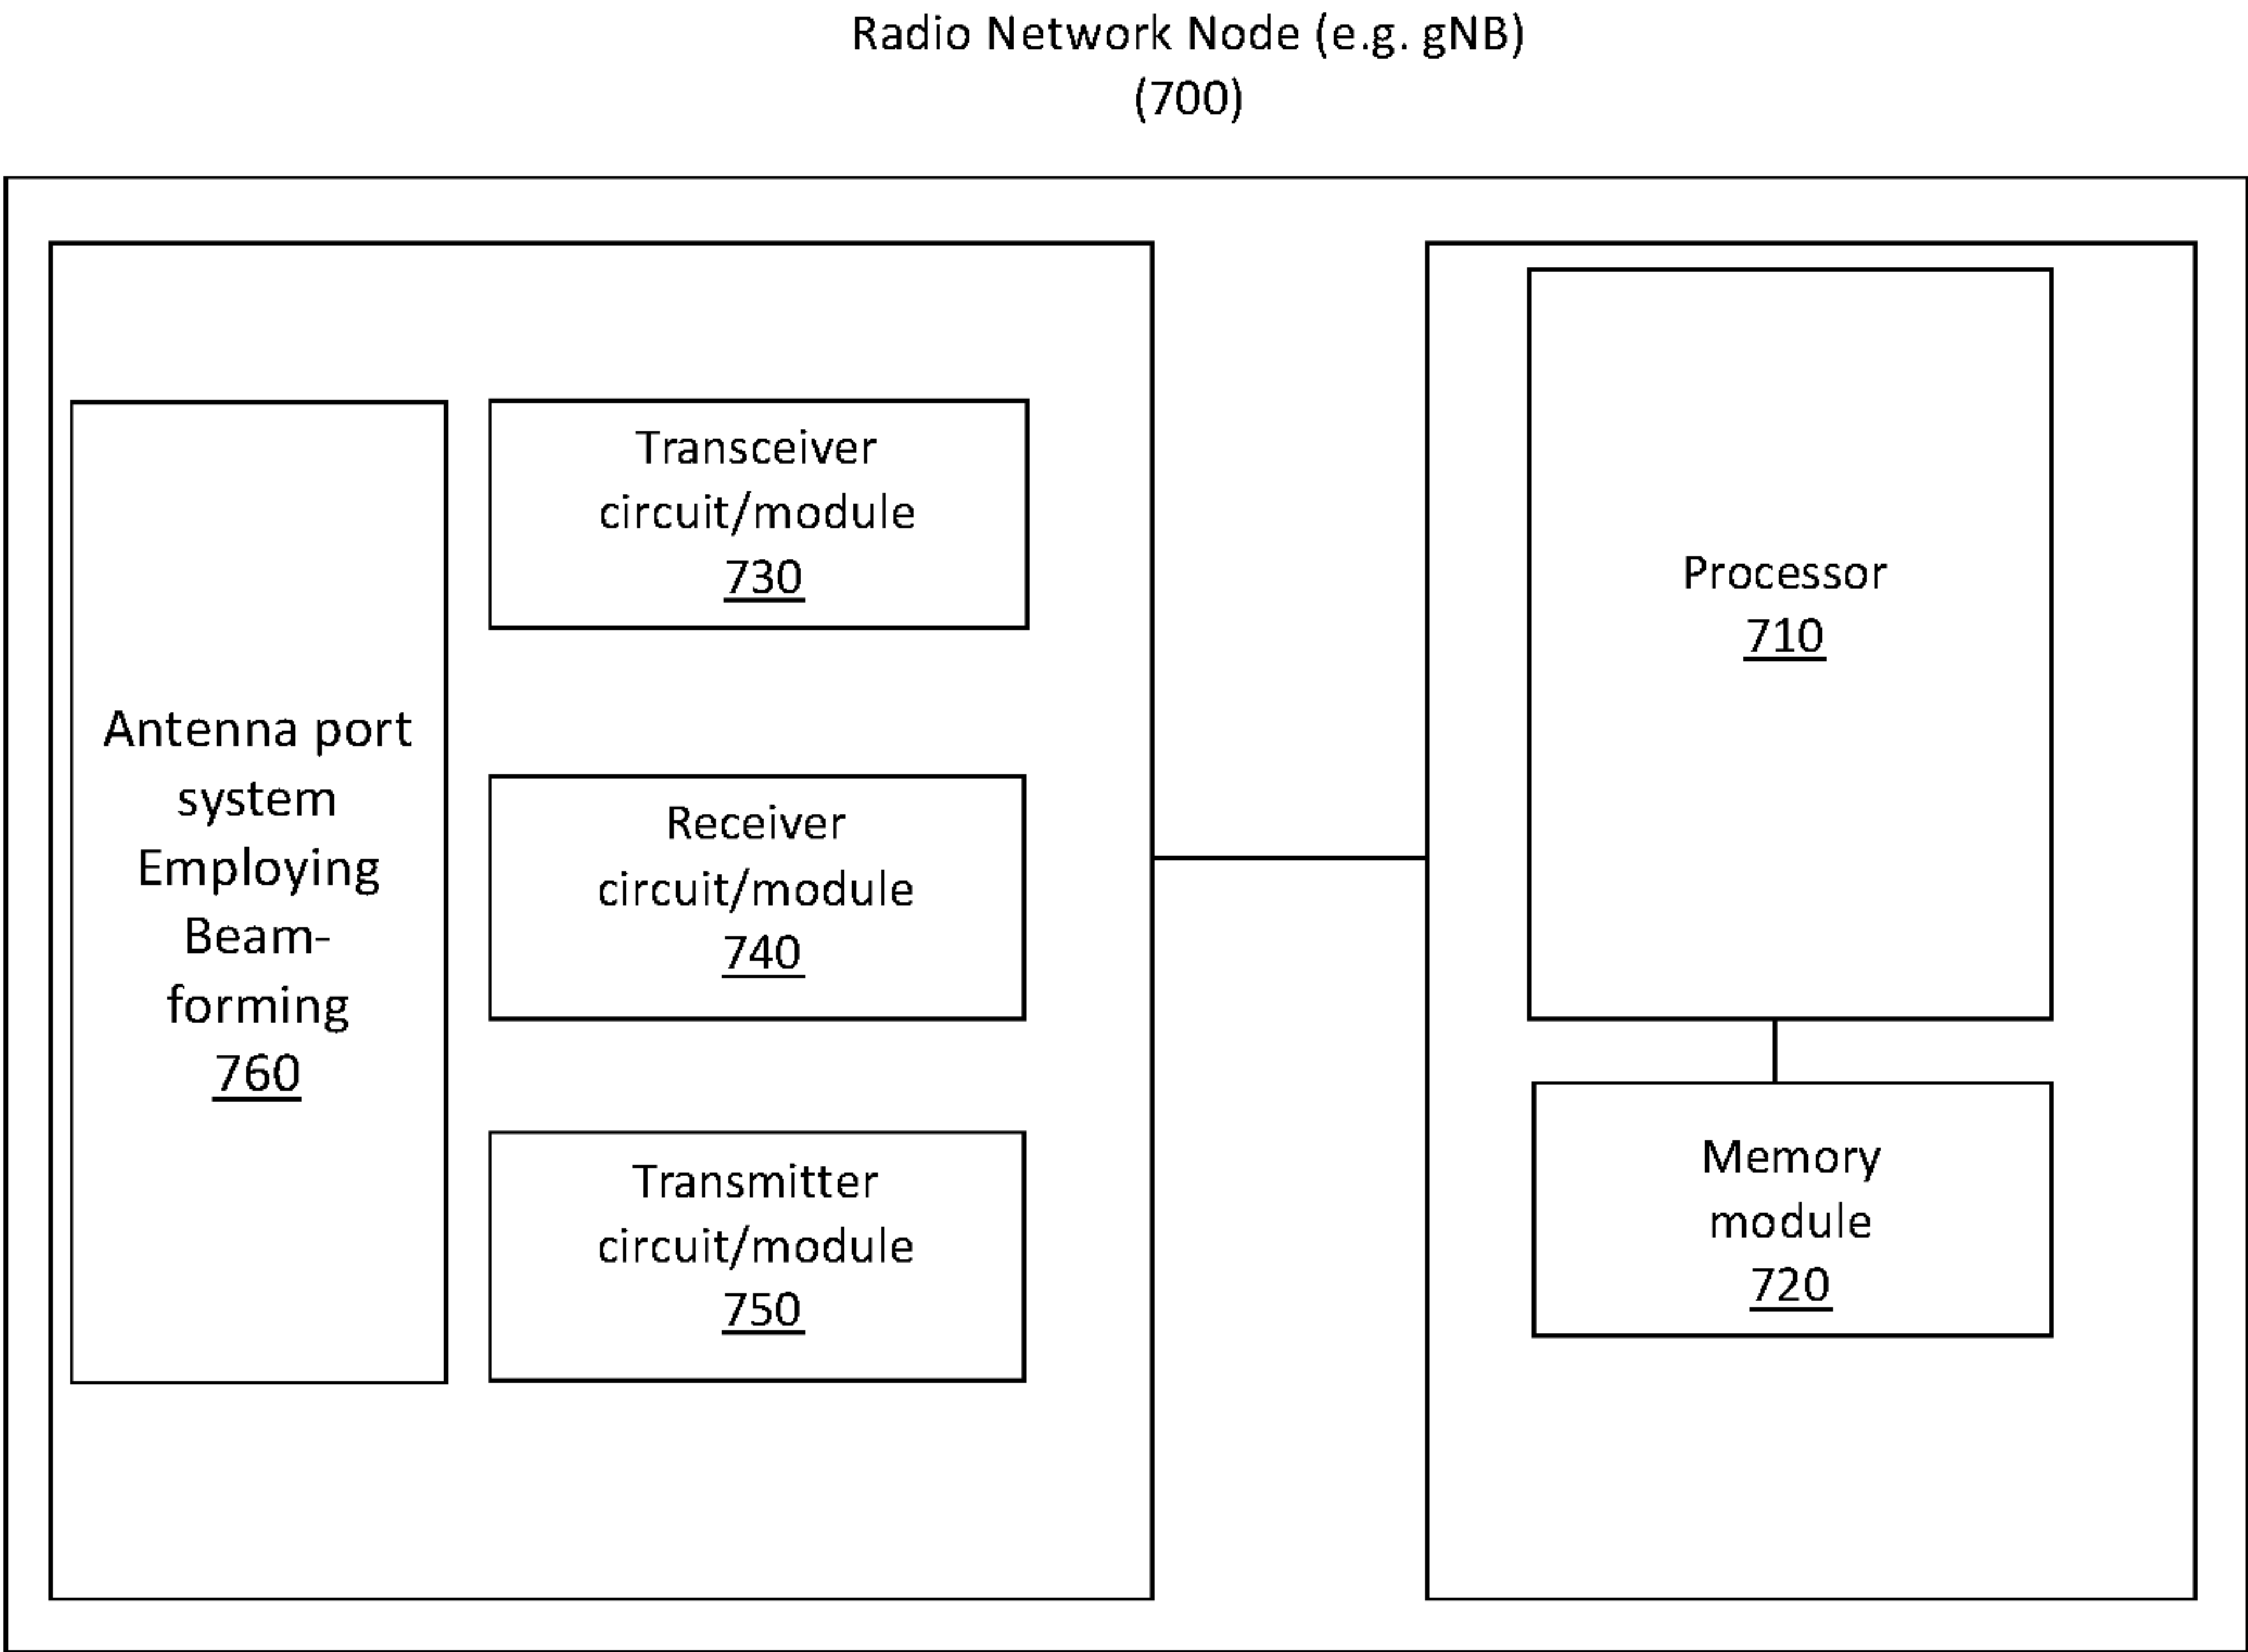 Radio Network Node (e.g. gNB)
(700)
Antenna port
system
Employing
Beam-
forming
760
Transceiver
circuit/module
730
Receiver
circuit/module
740
Transmitter
circuit/module
750
Processor
710
Memory
module
720